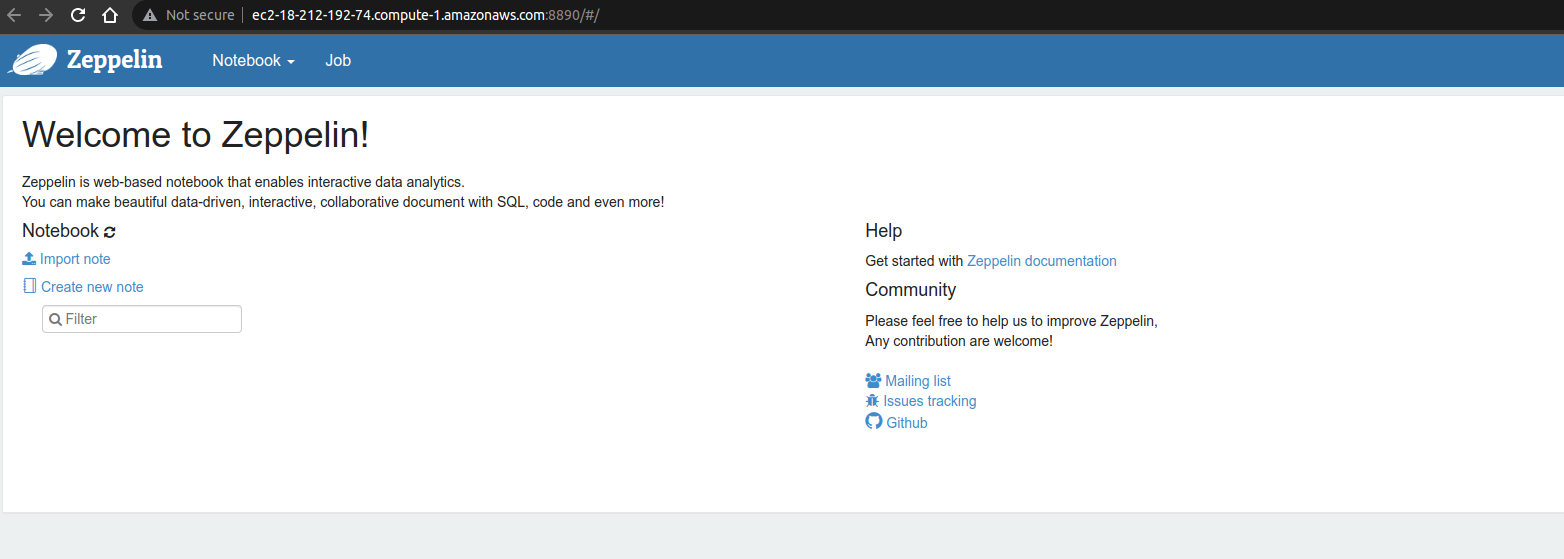 Not secure ec2-18-212-192-74.compute-1.amazonaws.com:8890/#/
Zeppelin Notebook Job
Welcome to Zeppelin!
Zeppelin is web-based notebook that enables interactive data analytics.
You can make beautiful data-driven, interactive, collaborative document with SQL, code and even more!
Notebook
Import note
Create new note
Filter
Help
Get started with Zeppelin documentation
Community
Please feel free to help us to improve Zeppelin,
Any contribution are welcome!
Mailing list
Issues tracking
Github